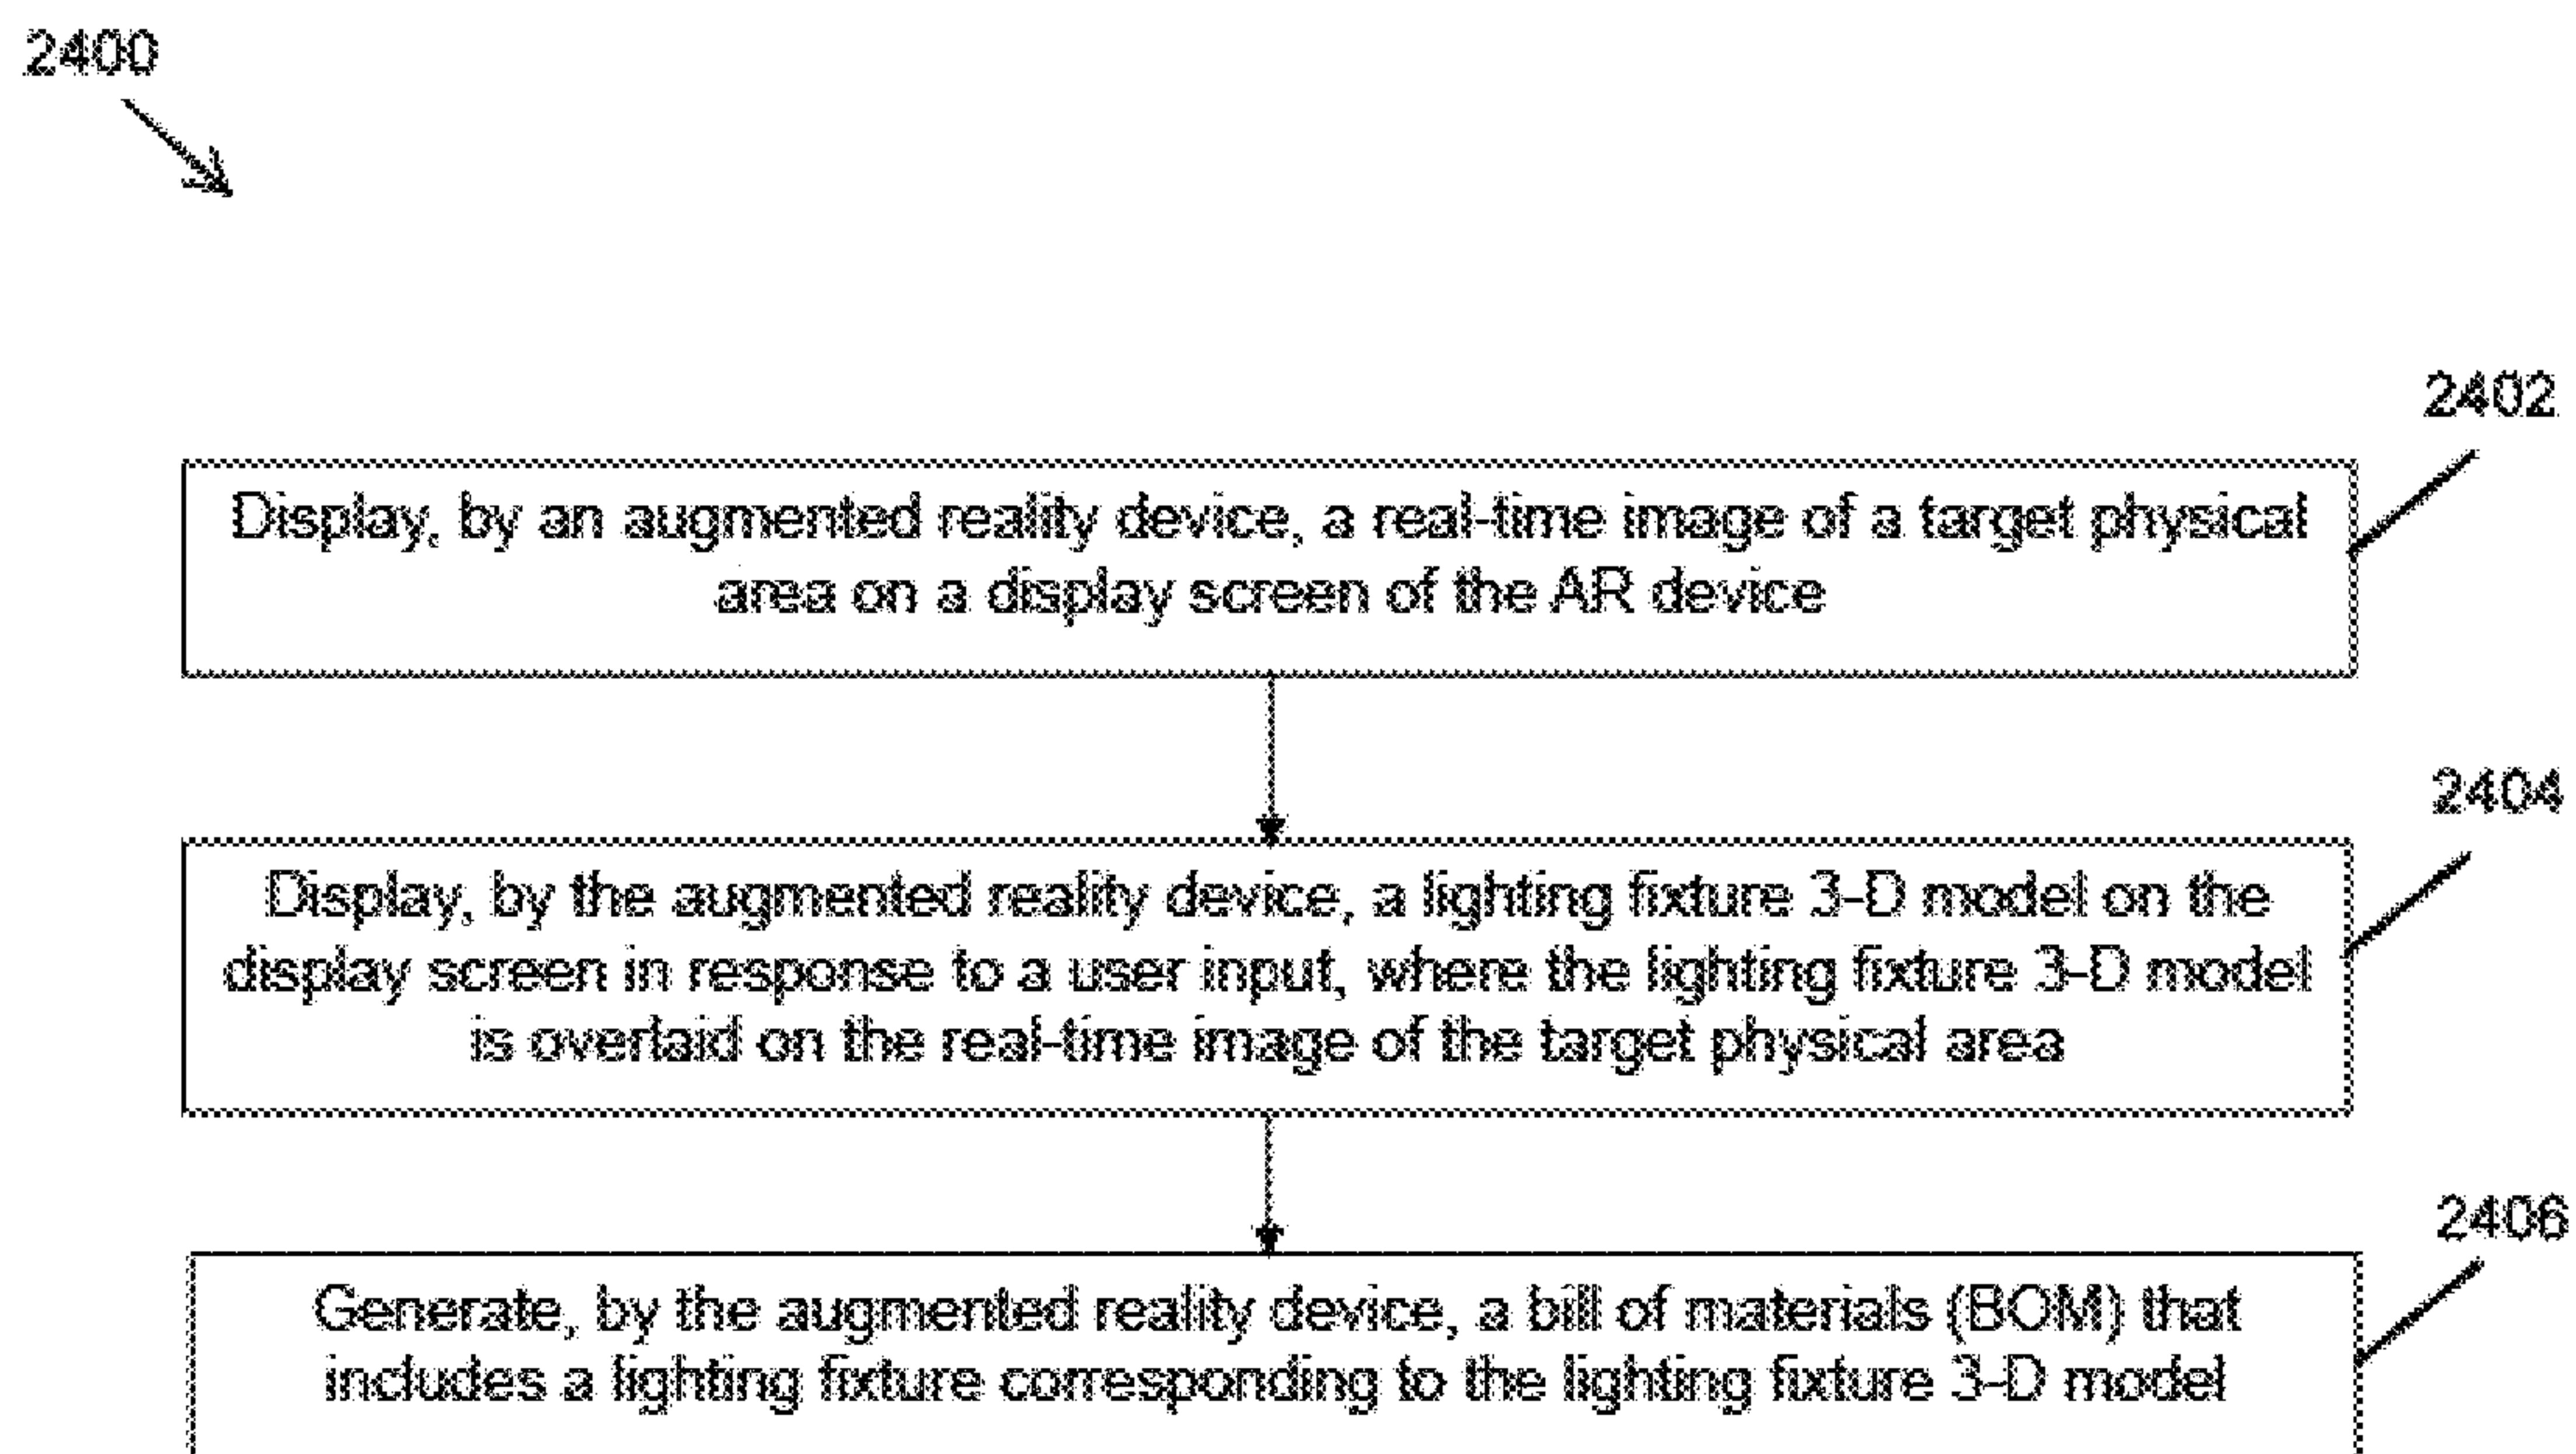 2400
2402
Display, by an augmented reality device, a real-time image of a target physical
area on a display screen of the AR device
2404
Display, by the augmented reality device, a lighting fixture 3-D model on the
display screen in response to a user input, where the lighting fixture 3-D model
is overlaid on the real-time image of the target physical area
2406
Generate, by the augmented reality device, a bill of materials (BOM) that
includes a lighting fixture corresponding to the lighting fixture 3-D model